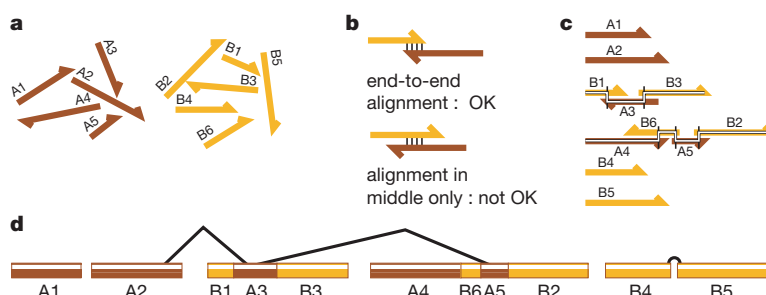 a
A1
A2
A3
A4
A5
B1
B2
B3
B4
B5
B6
b
end-to-end
alignment : OK
alignment in
middle only : not OK
c
A1
A2
B1 B3
A3
B6 B2
A4 A5
B4
B5
d
A1 A2 B1 A3 B3 A4 B6 A5 B2 B4 B5